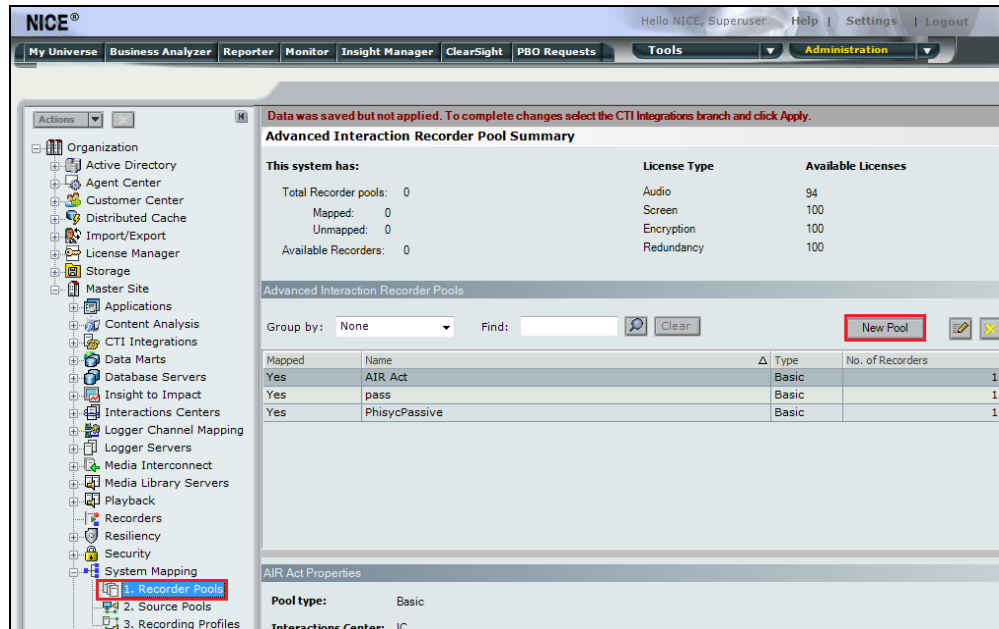 NICE®
Hello NICE, Superuser Help | Settings | Logout
My Universe Business Analyzer Reporter Monitor Insight Manager ClearSight PBO Requests Tools Administration
Actions
Organization
Active Directory
Agent Center
Customer Center
Distributed Cache
Import/Export
License Manager
Storage
Master Site
Applications
Content Analysis
CTI Integrations
Data Marts
Database Servers
Insight to Impact
Interactions Centers
Logger Channel Mapping
Logger Servers
Media Interconnect
Media Library Servers
Playback
Recorders
Resiliency
Security
System Mapping
1. Recorder Pools
2. Source Pools
3. Recording Profiles
Data was saved but not applied. To complete changes select the CTI Integrations branch and click Apply.
Advanced Interaction Recorder Pool Summary
This system has: License Type Available Licenses
Total Recorder pools: 0 Audio 94
Mapped: 0 Screen 100
Unmapped: 0 Encryption 100
Available Recorders: 0 Redundancy 100
Advanced Interaction Recorder Pools
Group by: None Find: Clear New Pool
Mapped Name Type No. of Recorders
Yes AIR Act Basic 1
Yes pass Basic 1
Yes PhisycPassive Basic 1
AIR Act Properties
Pool type: Basic
Interactions Center: IC